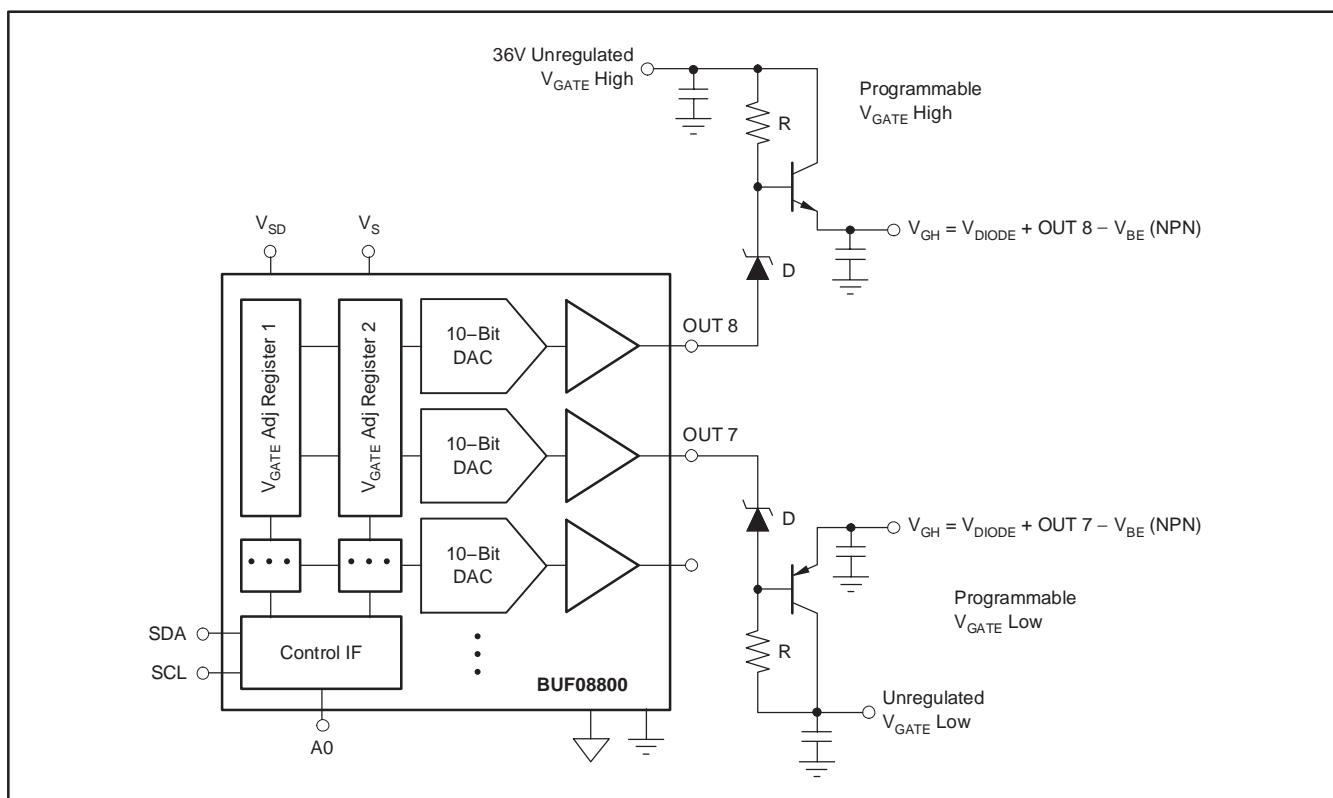 36V Unregulated
V_GATE High
Programmable
V_GATE High
R
V_SD
V_S
V_GH = V_DIODE + OUT 8 − V_BE (NPN)
D
V_GATE Adj Register 1
V_GATE Adj Register 2
10−Bit
DAC
OUT 8
10−Bit
DAC
OUT 7
D
V_GH = V_DIODE + OUT 7 − V_BE (NPN)
10−Bit
DAC
Programmable
V_GATE Low
SDA
SCL
Control IF
R
BUF08800
Unregulated
V_GATE Low
A0